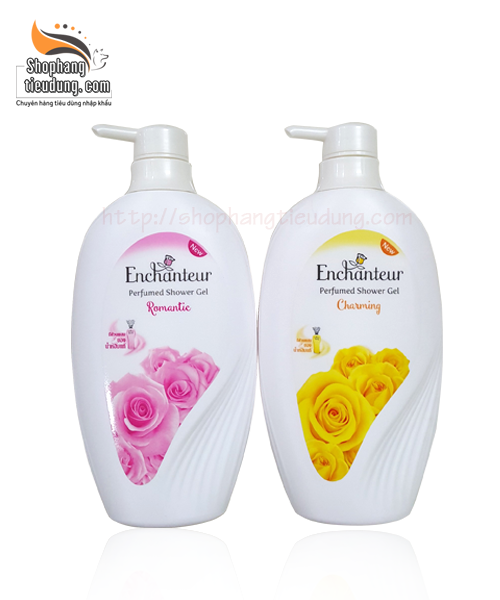 Shophang
tieudung.com
Chuyên hàng tiêu dùng nhập khẩu
http://shophangtieudung.com
New
Enchanteur
Perfumed Shower Gel
Romantic
New
Enchanteur
Perfumed Shower Gel
Charming